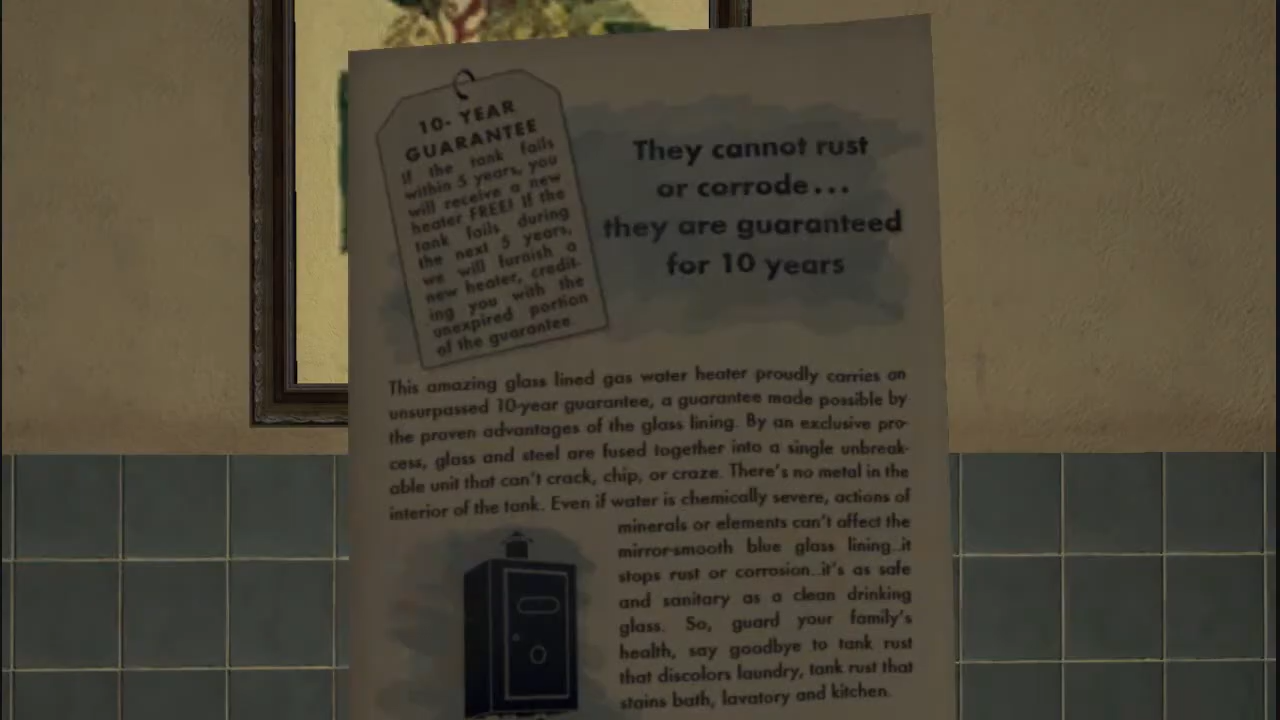 10- YEAR
GUARANTEE
If the tank fails
within 5 years, you
will receive a new
heater FREE! If the
tank fails during
the next 5 years,
we will furnish a
new heater, credit-
ing you with the
unexpired portion
of the guarantee.
They cannot rust
or corrode...
they are guaranteed
for 10 years
This amazing glass lined gas water heater proudly carries an
unsurpassed 10-year guarantee, a guarantee made possible by
the proven advantages of the glass lining. By an exclusive pro-
cess, glass and steel are fused together into a single unbreak-
able unit that can't crack, chip, or craze. There's no metal in the
interior of the tank. Even if water is chemically severe, actions of
minerals or elements can't affect the
mirror-smooth blue glass lining..it
stops rust or corrosion..it's as safe
and sanitary as a clean drinking
glass. So, guard your family's
health, say goodbye to tank rust
that discolors laundry, tank rust that
stains bath, lavatory and kitchen.